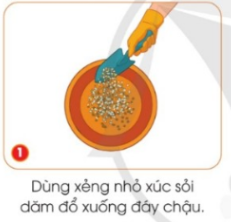 1
Dùng xẻng nhỏ xúc sỏi
dăm đổ xuống đáy chậu.